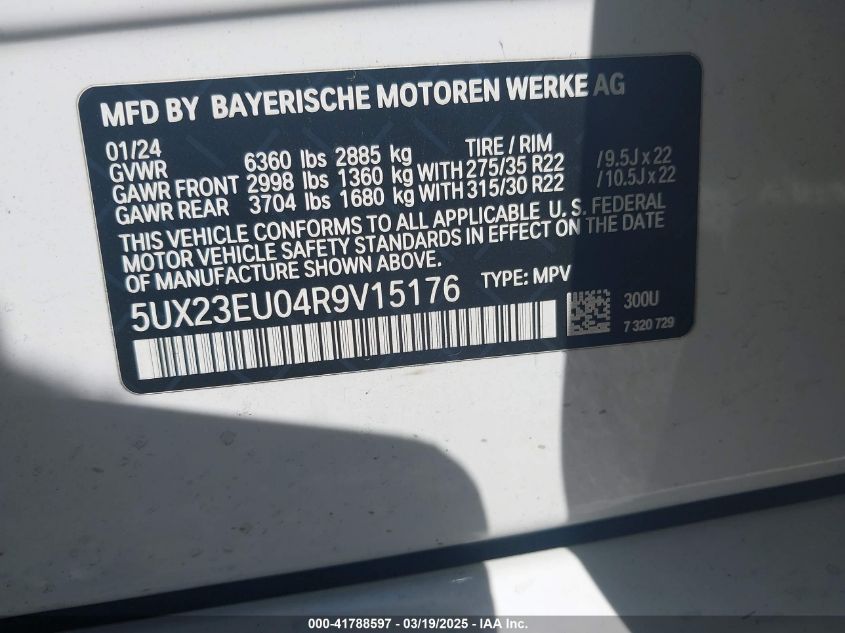 MFD BY BAYERISCHE MOTOREN WERKE AG
01/24 TIRE / RIM
GVWR 6360 lbs 2885 kg
GAWR FRONT 2998 lbs 1360 kg WITH 275/35 R22 /9.5J x 22
GAWR REAR 3704 lbs 1680 kg WITH 315/30 R22 /10.5J x 22
THIS VEHICLE CONFORMS TO ALL APPLICABLE U. S. FEDERAL
MOTOR VEHICLE SAFETY STANDARDS IN EFFECT ON THE DATE
OF MANUFACTURE SHOWN ABOVE.
5UX23EU04R9V15176 TYPE: MPV
300U
7 320 729
000-41788597 - 03/19/2025 - IAA Inc.